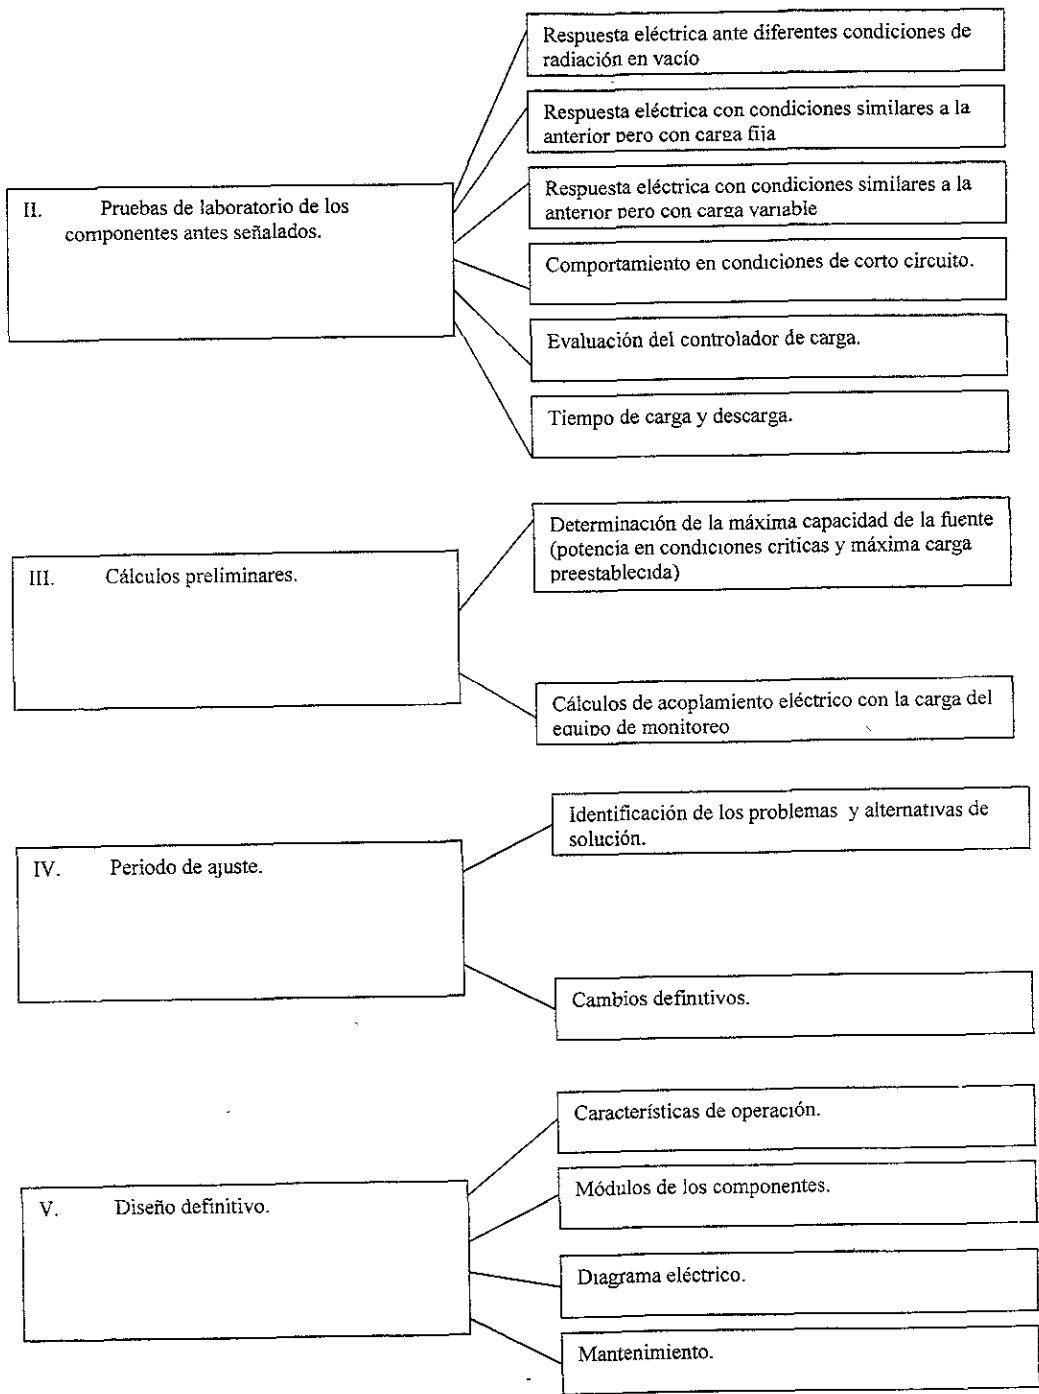 Respuesta eléctrica ante diferentes condiciones de
radiación en vacío
Respuesta eléctrica con condiciones similares a la
anterior pero con carga fija
II. Pruebas de laboratorio de los
componentes antes señalados.
Respuesta eléctrica con condiciones similares a la
anterior pero con carga variable
Comportamiento en condiciones de corto circuito.
Evaluación del controlador de carga.
Tiempo de carga y descarga.
III. Cálculos preliminares.
Determinación de la máxima capacidad de la fuente
(potencia en condiciones criticas y máxima carga
preestablecida)
Cálculos de acoplamiento eléctrico con la carga del
equipo de monitoreo
IV. Periodo de ajuste.
Identificación de los problemas y alternativas de
solución.
Cambios definitivos.
V. Diseño definitivo.
Características de operación.
Módulos de los componentes.
Diagrama eléctrico.
Mantenimiento.